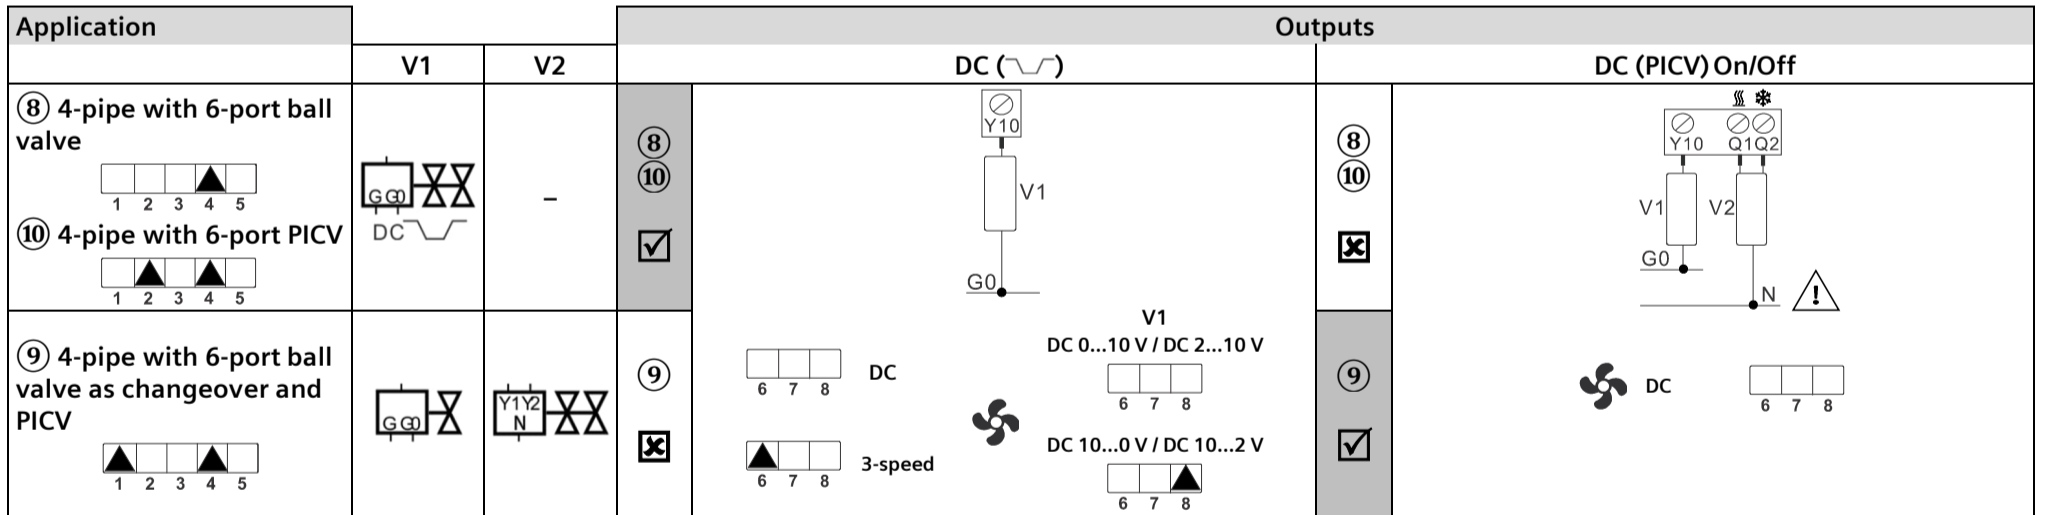 Application
Outputs
V1
V2
DC ( )
DC (PICV) On/Off
⑧ 4-pipe with 6-port ball
valve
1 2 3 4 5
⑩ 4-pipe with 6-port PICV
1 2 3 4 5
G G0
DC
–
⑧
⑩
Y10
V1
G0
⑧
⑩
Y10 Q1 Q2
V1 V2
G0
N
!
⑨ 4-pipe with 6-port ball
valve as changeover and
PICV
1 2 3 4 5
G G0
Y1 Y2
N
⑨
6 7 8
DC
6 7 8
3-speed
V1
DC 0...10 V / DC 2...10 V
6 7 8
DC 10...0 V / DC 10...2 V
6 7 8
⑨
DC
6 7 8